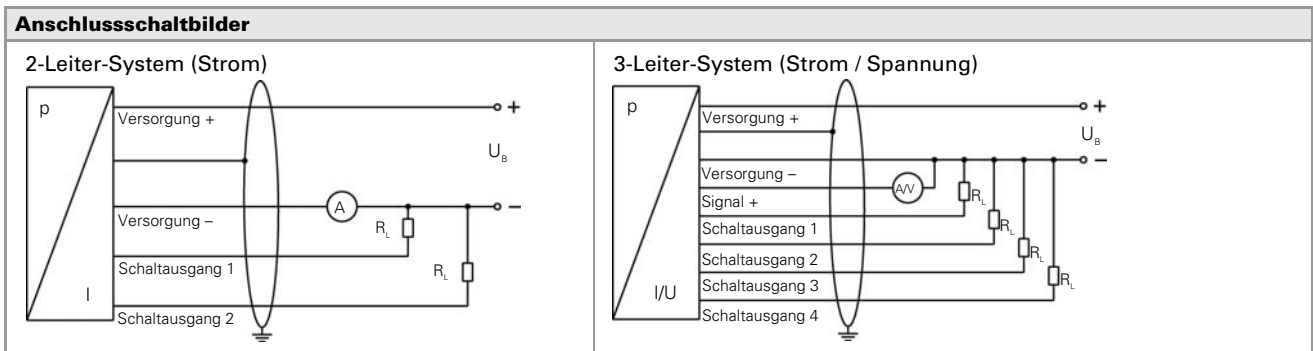 Anschlussschaltbilder
2-Leiter-System (Strom)
p
Versorgung +
+
U_B
Versorgung –
A
–
R_L
Schaltausgang 1
R_L
I
Schaltausgang 2
3-Leiter-System (Strom / Spannung)
p
Versorgung +
+
U_B
–
Versorgung –
A/V
Signal +
R_L
Schaltausgang 1
R_L
Schaltausgang 2
R_L
Schaltausgang 3
R_L
I/U
Schaltausgang 4